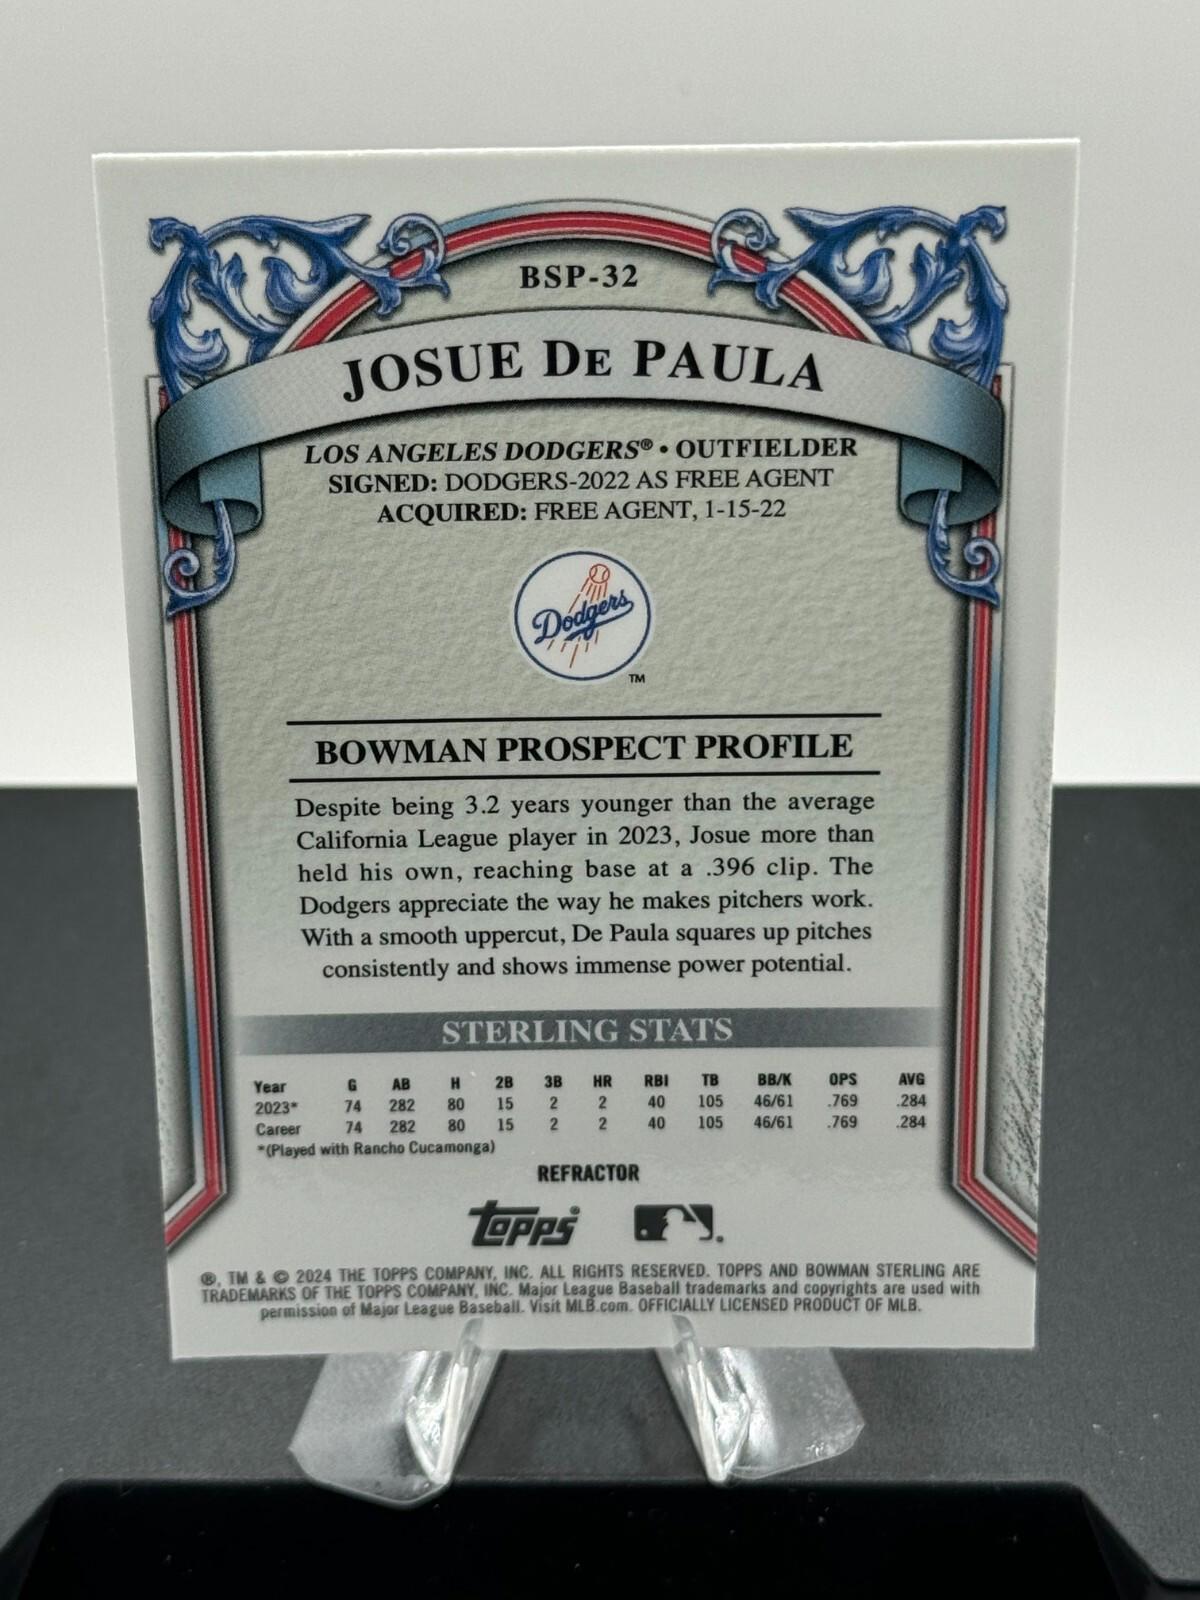 BSP-32
JOSUE De PAULA
LOS ANGELES DODGERS® • OUTFIELDER
SIGNED: DODGERS-2022 AS FREE AGENT
ACQUIRED: FREE AGENT, 1-15-22
Dodgers
TM
BOWMAN PROSPECT PROFILE
Despite being 3.2 years younger than the average
California League player in 2023, Josue more than
held his own, reaching base at a .396 clip. The
Dodgers appreciate the way he makes pitchers work.
With a smooth uppercut, De Paula squares up pitches
consistently and shows immense power potential.
STERLING STATS
Year G AB H 2B 3B HR RBI TB BB/K OPS AVG
2023* 74 282 80 15 2 2 40 105 46/61 .769 .284
Career 74 282 80 15 2 2 40 105 46/61 .769 .284
*(Played with Rancho Cucamonga)
REFRACTOR
Topps®
®, TM & © 2024 THE TOPPS COMPANY, INC. ALL RIGHTS RESERVED. TOPPS AND BOWMAN STERLING ARE
TRADEMARKS OF THE TOPPS COMPANY, INC. Major League Baseball trademarks and copyrights are used with
permission of Major League Baseball. Visit MLB.com. OFFICIALLY LICENSED PRODUCT OF MLB.